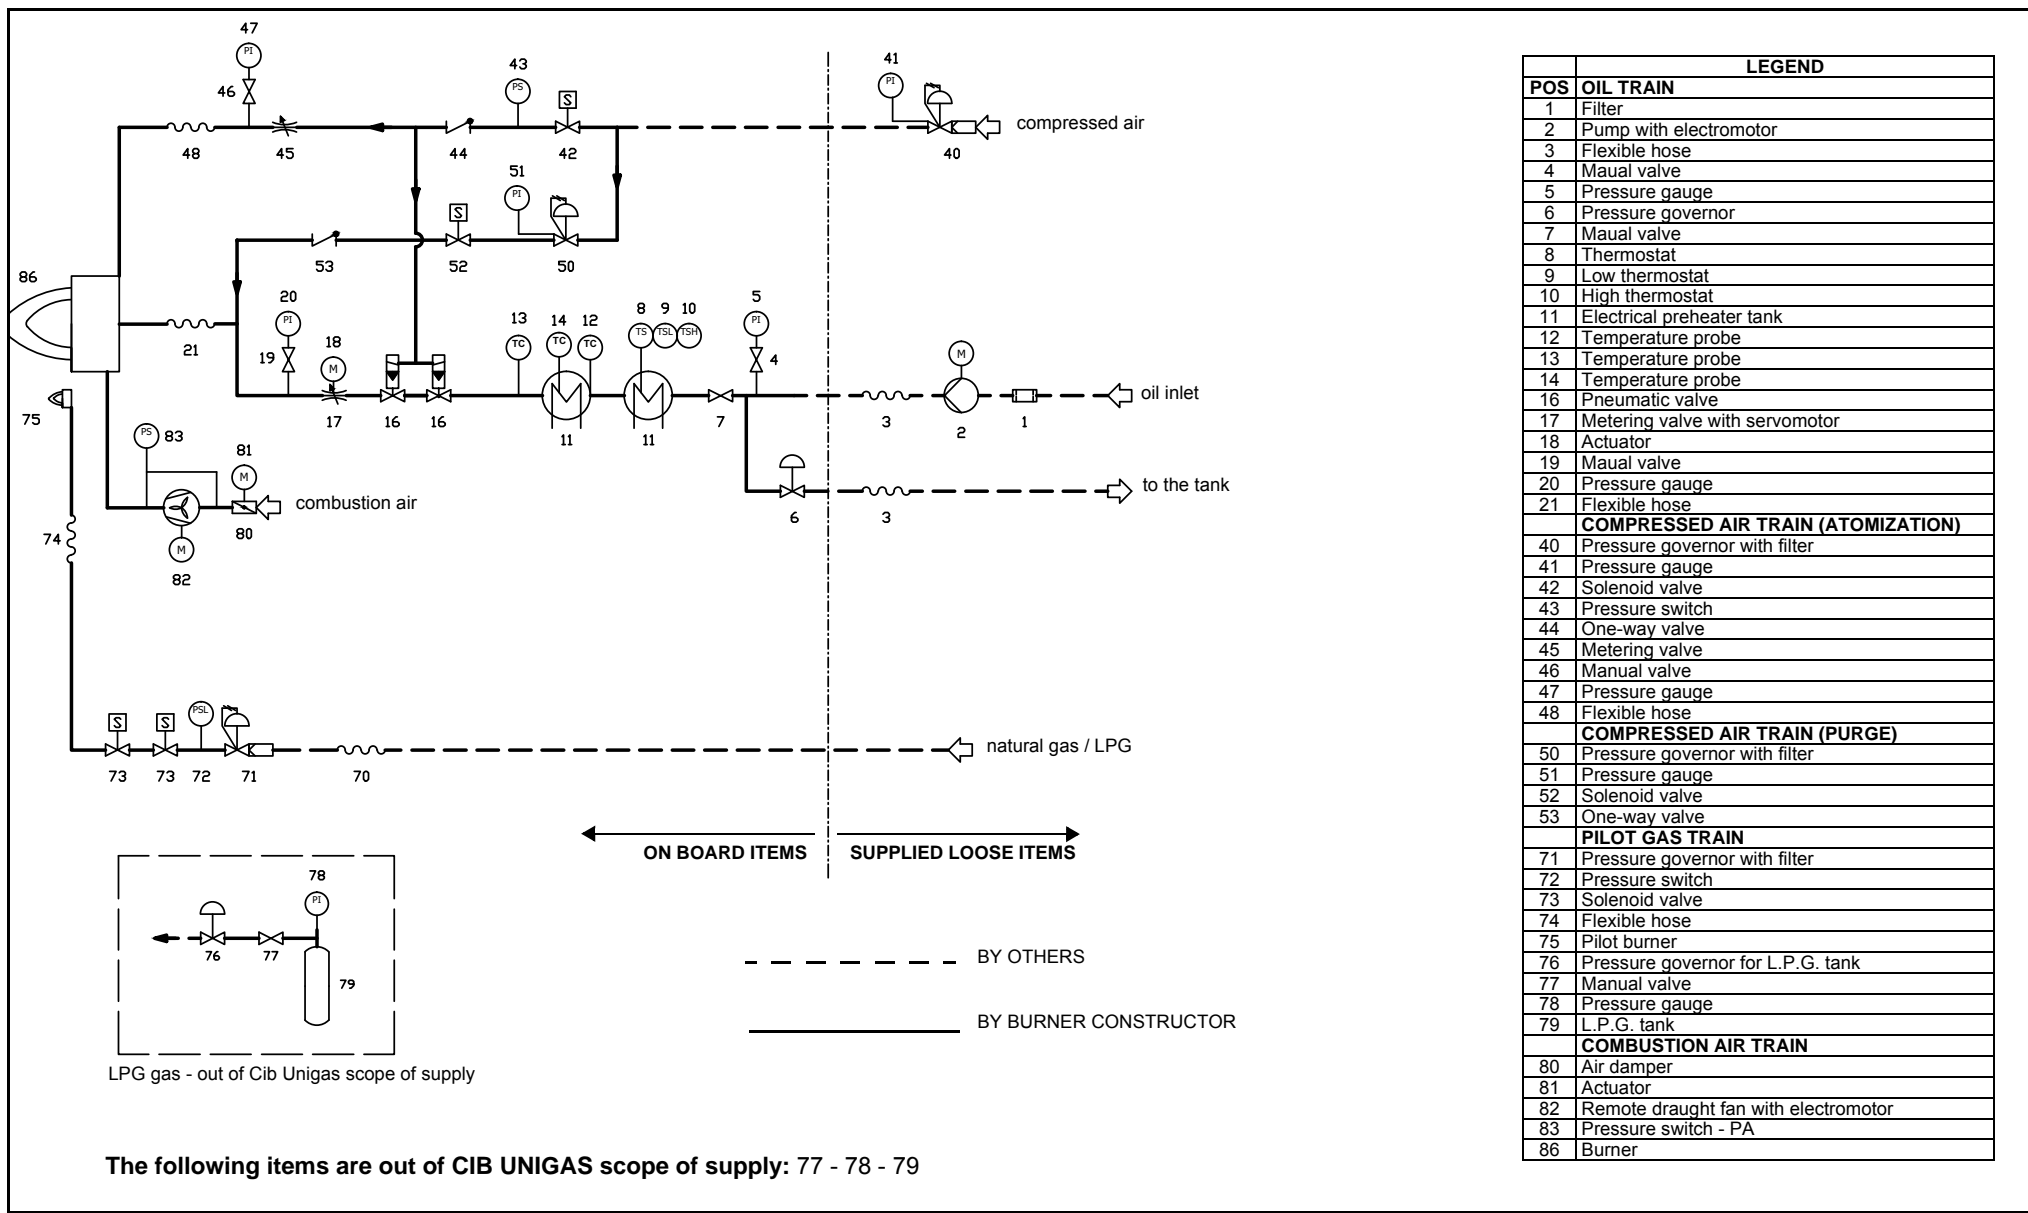 47
PI
46
48
45
44
43
PS
S
42
41
PI
40
compressed air
51
PI
S
53
52
50
86
20
PI
19
18
M
21
17
16
16
13
TC
14
TC
12
TC
8
9
10
TS
TSL
TSH
11
11
5
PI
4
7
3
M
2
1
oil inlet
6
3
to the tank
75
PS
83
81
M
80
combustion air
M
82
74
S
S
PSL
73
73
72
71
70
natural gas / LPG
ON BOARD ITEMS
SUPPLIED LOOSE ITEMS
78
PI
76
77
79
LPG gas - out of Cib Unigas scope of supply
BY OTHERS
BY BURNER CONSTRUCTOR
The following items are out of CIB UNIGAS scope of supply: 77 - 78 - 79
LEGEND
POS OIL TRAIN
1 Filter
2 Pump with electromotor
3 Flexible hose
4 Maual valve
5 Pressure gauge
6 Pressure governor
7 Maual valve
8 Thermostat
9 Low thermostat
10 High thermostat
11 Electrical preheater tank
12 Temperature probe
13 Temperature probe
14 Temperature probe
16 Pneumatic valve
17 Metering valve with servomotor
18 Actuator
19 Maual valve
20 Pressure gauge
21 Flexible hose
COMPRESSED AIR TRAIN (ATOMIZATION)
40 Pressure governor with filter
41 Pressure gauge
42 Solenoid valve
43 Pressure switch
44 One-way valve
45 Metering valve
46 Manual valve
47 Pressure gauge
48 Flexible hose
COMPRESSED AIR TRAIN (PURGE)
50 Pressure governor with filter
51 Pressure gauge
52 Solenoid valve
53 One-way valve
PILOT GAS TRAIN
71 Pressure governor with filter
72 Pressure switch
73 Solenoid valve
74 Flexible hose
75 Pilot burner
76 Pressure governor for L.P.G. tank
77 Manual valve
78 Pressure gauge
79 L.P.G. tank
COMBUSTION AIR TRAIN
80 Air damper
81 Actuator
82 Remote draught fan with electromotor
83 Pressure switch - PA
86 Burner